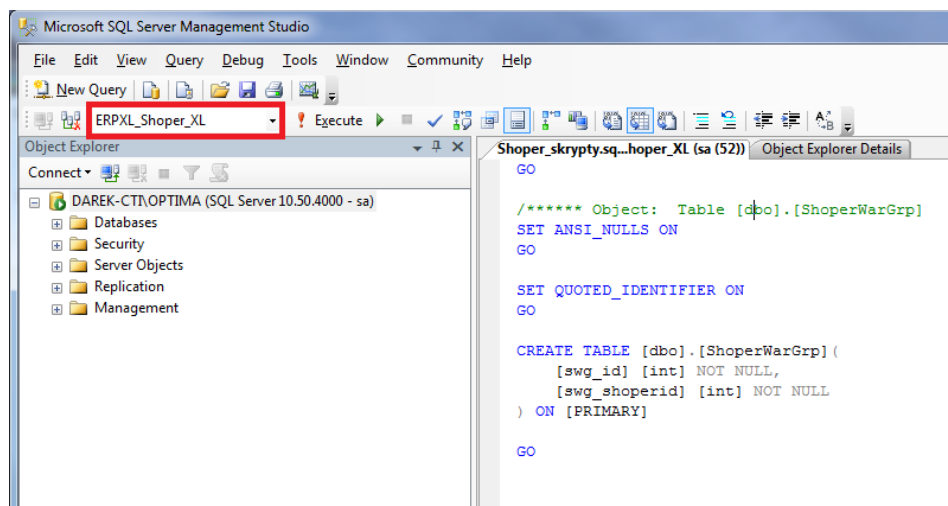 Microsoft SQL Server Management Studio
File Edit View Query Debug Tools Window Community Help
New Query
ERPXL_Shoper_XL Execute
Object Explorer
Connect
DAREK-CTI\OPTIMA (SQL Server 10.50.4000 - sa)
Databases
Security
Server Objects
Replication
Management
Shoper_skrypty.sq...hoper_XL (sa (52)) Object Explorer Details
GO
/****** Object: Table [dbo].[ShoperWarGrp]
SET ANSI_NULLS ON
GO
SET QUOTED_IDENTIFIER ON
GO
CREATE TABLE [dbo].[ShoperWarGrp](
[swg_id] [int] NOT NULL,
[swg_shoperid] [int] NOT NULL
) ON [PRIMARY]
GO